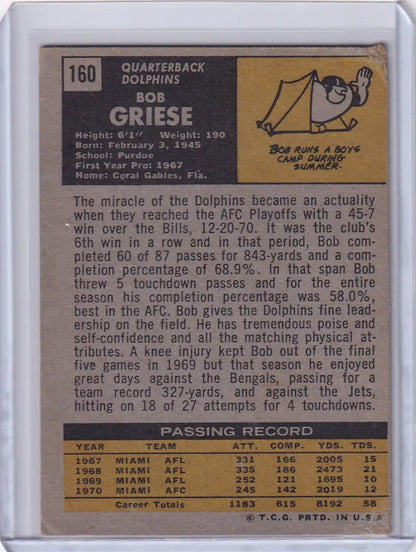 160
QUARTERBACK
DOLPHINS
BOB
GRIESE
Height: 6'1" Weight: 190
Born: February 3, 1945
School: Purdue
First Year Pro: 1967
Home: Coral Gables, Fla.
BOB RUNS A BOYS
CAMP DURING
SUMMER.
The miracle of the Dolphins became an actuality
when they reached the AFC Playoffs with a 45-7
win over the Bills, 12-20-70. It was the club's
6th win in a row and in that period, Bob com-
pleted 60 of 87 passes for 843-yards and a com-
pletion percentage of 68.9%. In that span Bob
threw 5 touchdown passes and for the entire
season his completion percentage was 58.0%,
best in the AFC. Bob gives the Dolphins fine lead-
ership on the field. He has tremendous poise and
self-confidence and all the matching physical at-
tributes. A knee injury kept Bob out of the final
five games in 1969 but that season he enjoyed
great days against the Bengals, passing for a
team record 327-yards, and against the Jets,
hitting on 18 of 27 attempts for 4 touchdowns.
PASSING RECORD
YEAR TEAM ATT. COMP. YDS. TDS.
1967 MIAMI AFL 331 166 2005 15
1968 MIAMI AFL 335 186 2473 21
1969 MIAMI AFL 252 121 1695 10
1970 MIAMI AFC 245 142 2019 12
Career Totals 1183 615 8192 58
© T.C.G. PRTD. IN U.S.A